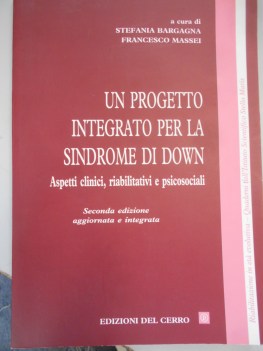 a cura di
STEFANIA BARGAGNA
FRANCESCO MASSEI
UN PROGETTO
INTEGRATO PER LA
SINDROME DI DOWN
Aspetti clinici, riabilitativi e psicosociali
Seconda edizione
aggiornata e integrata
EDIZIONI DEL CERRO